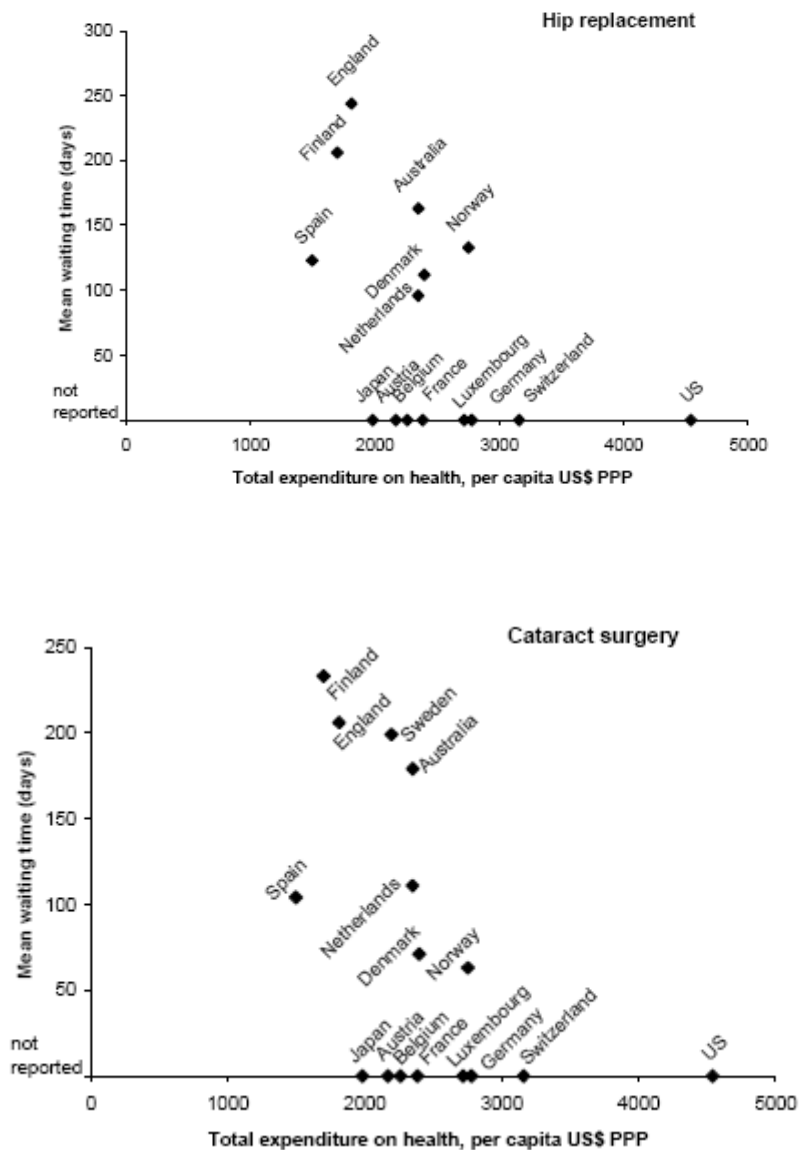 Hip replacement
300
250
200
150
100
50
not
reported
Mean waiting time (days)
England
Finland
Spain
Australia
Norway
Denmark
Netherlands
Japan
Austria
Belgium
France
Luxembourg
Germany
Switzerland
US
0 1000 2000 3000 4000 5000
Total expenditure on health, per capita US$ PPP
Cataract surgery
250
200
150
100
50
not
reported
Mean waiting time (days)
Finland
England
Sweden
Australia
Spain
Netherlands
Denmark
Norway
Japan
Austria
Belgium
France
Luxembourg
Germany
Switzerland
US
0 1000 2000 3000 4000 5000
Total expenditure on health, per capita US$ PPP